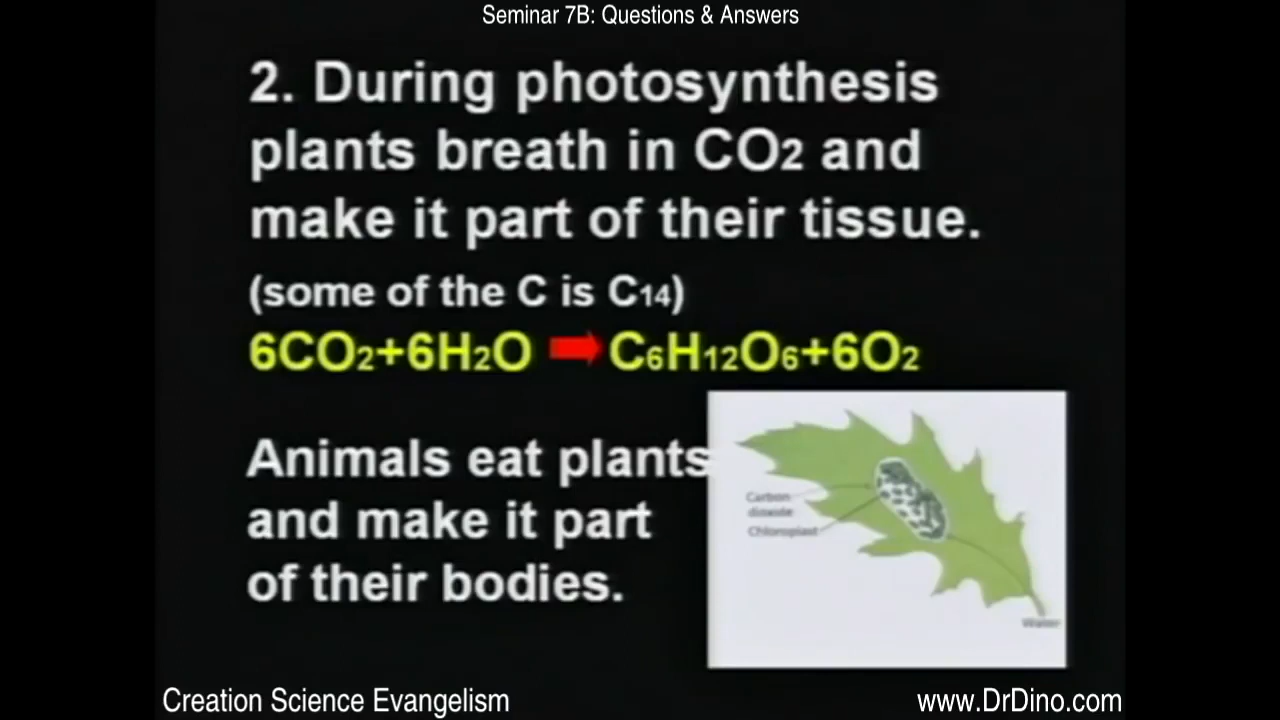 Seminar 7B: Questions & Answers
2. During photosynthesis
plants breath in CO2 and
make it part of their tissue.
(some of the C is C14)
6CO2+6H2O ➡ C6H12O6+6O2
Animals eat plants
and make it part
of their bodies.
Carbon
dioxide
Chloroplast
Water
Creation Science Evangelism
www.DrDino.com